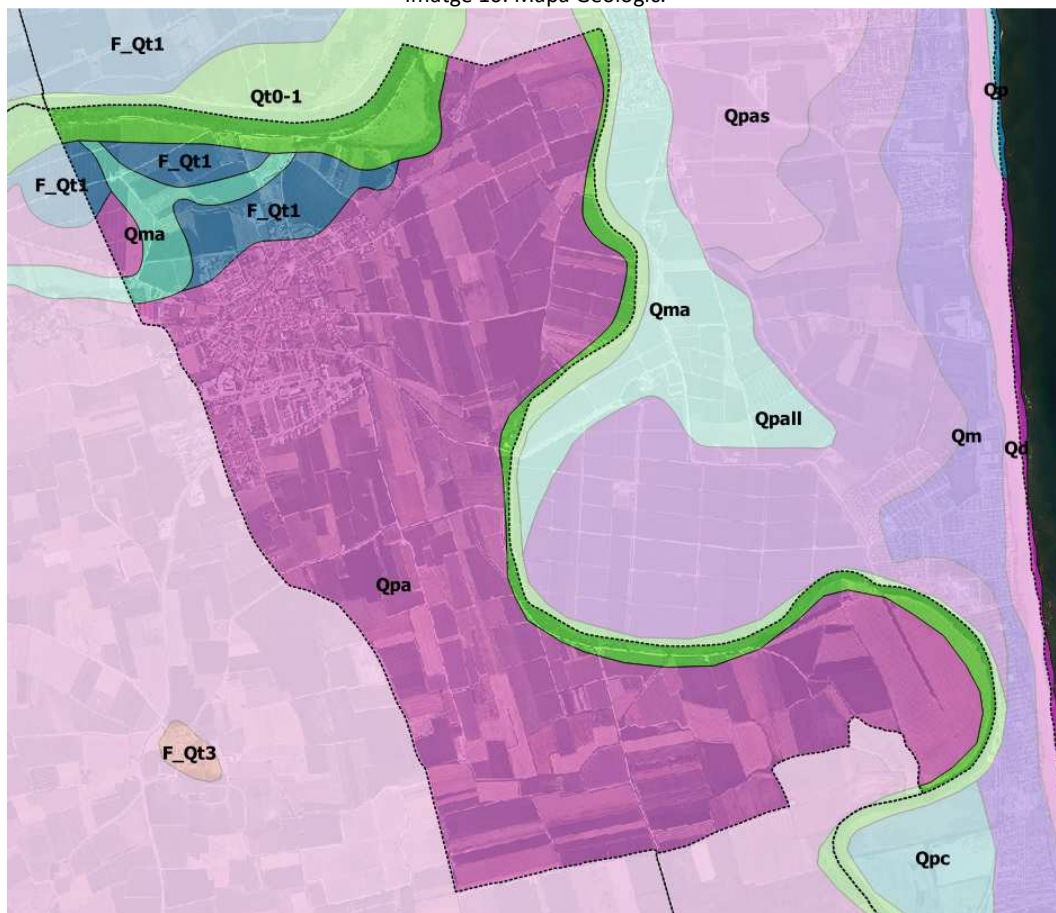 Imatge 10. Mapa Geològic.
F_Qt1
Qt0-1
Qp
Qpas
F_Qt1
F_Qt1
F_Qt1
Qma
Qma
Qpall
Qm
Qd
Qpa
F_Qt3
Qpc